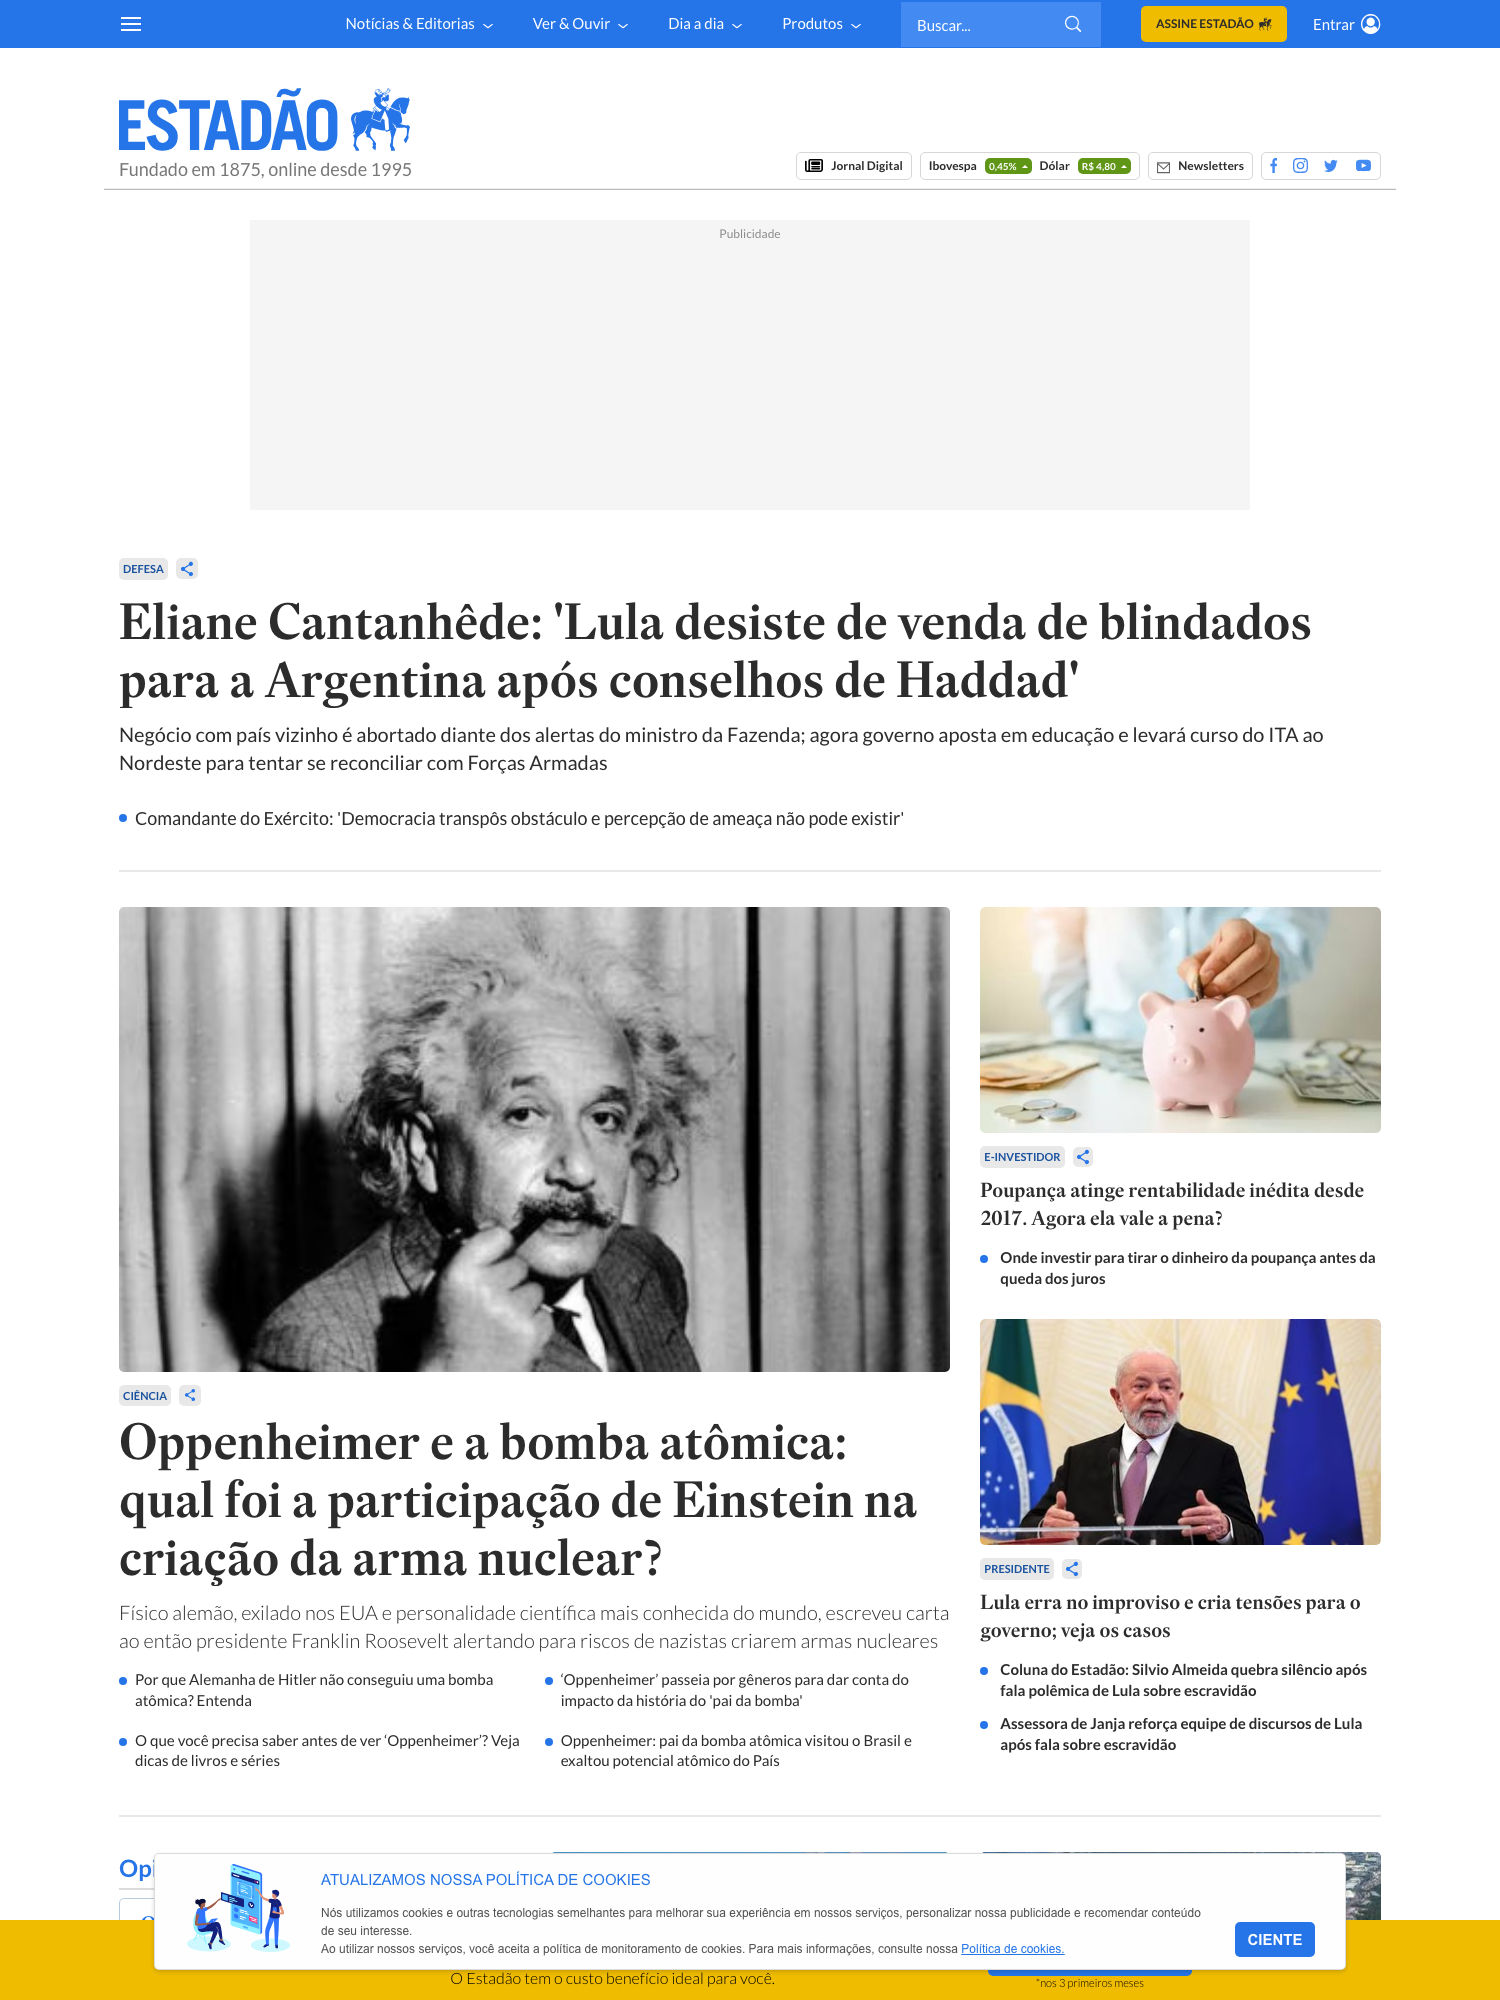 Notícias & Editorias
Ver & Ouvir
Dia a dia
Produtos
Buscar...
ASSINE ESTADÃO
Entrar
ESTADÃO
Fundado em 1875, online desde 1995
Jornal Digital
Ibovespa 0,45% Dólar R$ 4,80
Newsletters
Publicidade
DEFESA
Eliane Cantanhêde: 'Lula desiste de venda de blindados
para a Argentina após conselhos de Haddad'
Negócio com país vizinho é abortado diante dos alertas do ministro da Fazenda; agora governo aposta em educação e levará curso do ITA ao
Nordeste para tentar se reconciliar com Forças Armadas
Comandante do Exército: 'Democracia transpôs obstáculo e percepção de ameaça não pode existir'
CIÊNCIA
Oppenheimer e a bomba atômica:
qual foi a participação de Einstein na
criação da arma nuclear?
Físico alemão, exilado nos EUA e personalidade científica mais conhecida do mundo, escreveu carta
ao então presidente Franklin Roosevelt alertando para riscos de nazistas criarem armas nucleares
Por que Alemanha de Hitler não conseguiu uma bomba
atômica? Entenda
O que você precisa saber antes de ver ‘Oppenheimer’? Veja
dicas de livros e séries
‘Oppenheimer’ passeia por gêneros para dar conta do
impacto da história do 'pai da bomba'
Oppenheimer: pai da bomba atômica visitou o Brasil e
exaltou potencial atômico do País
E-INVESTIDOR
Poupança atinge rentabilidade inédita desde
2017. Agora ela vale a pena?
Onde investir para tirar o dinheiro da poupança antes da
queda dos juros
PRESIDENTE
Lula erra no improviso e cria tensões para o
governo; veja os casos
Coluna do Estadão: Silvio Almeida quebra silêncio após
fala polêmica de Lula sobre escravidão
Assessora de Janja reforça equipe de discursos de Lula
após fala sobre escravidão
ATUALIZAMOS NOSSA POLÍTICA DE COOKIES
Nós utilizamos cookies e outras tecnologias semelhantes para melhorar sua experiência em nossos serviços, personalizar nossa publicidade e recomendar conteúdo
de seu interesse.
Ao utilizar nossos serviços, você aceita a política de monitoramento de cookies. Para mais informações, consulte nossa Política de cookies.
CIENTE
O Estadão tem o custo benefício ideal para você.
*nos 3 primeiros meses